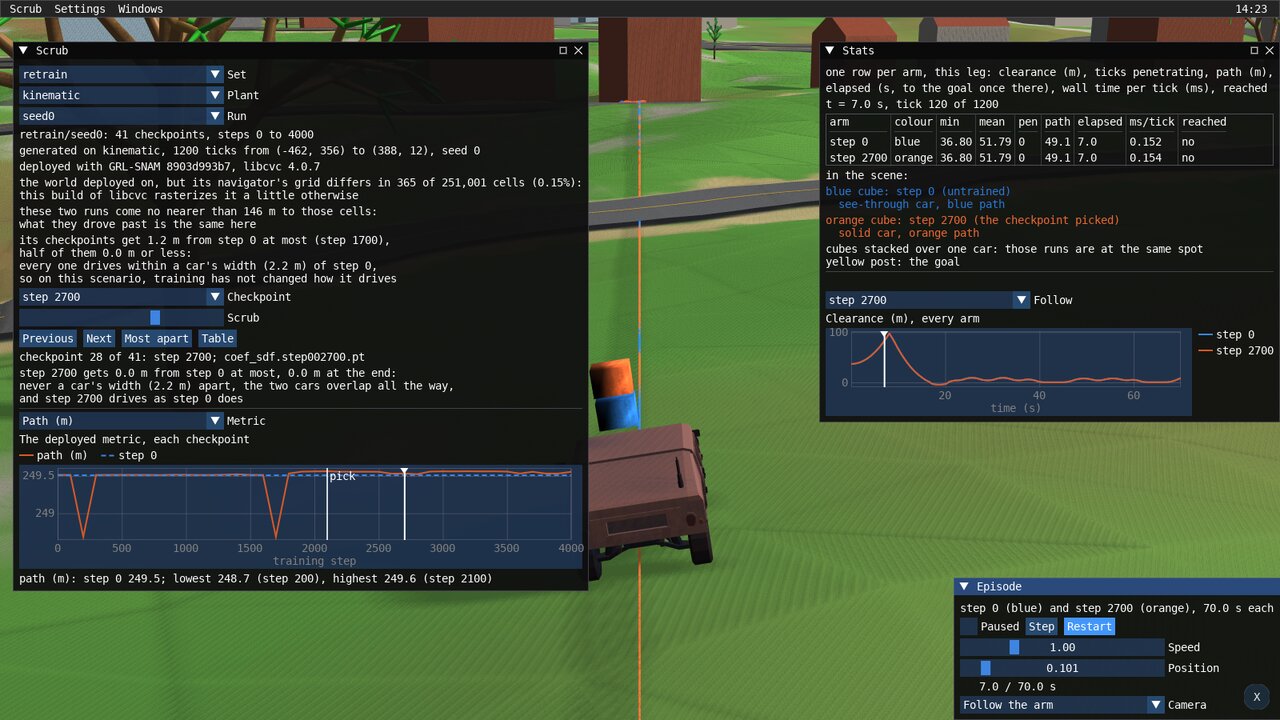 Scrub Settings Windows 14:23
Scrub
retrain Set
kinematic Plant
seed0 Run
retrain/seed0: 41 checkpoints, steps 0 to 4000
generated on kinematic, 1200 ticks from (-462, 356) to (388, 12), seed 0
deployed with GRL-SNAM 8903d993b7, libcvc 4.0.7
the world deployed on, but its navigator's grid differs in 365 of 251,001 cells (0.15%):
this build of libcvc rasterizes it a little otherwise
these two runs come no nearer than 146 m to those cells:
what they drove past is the same here
its checkpoints get 1.2 m from step 0 at most (step 1700),
half of them 0.0 m or less:
every one drives within a car's width (2.2 m) of step 0,
so on this scenario, training has not changed how it drives
step 2700 Checkpoint
Scrub
Previous Next Most apart Table
checkpoint 28 of 41: step 2700; coef_sdf.step002700.pt
step 2700 gets 0.0 m from step 0 at most, 0.0 m at the end:
never a car's width (2.2 m) apart, the two cars overlap all the way,
and step 2700 drives as step 0 does
Path (m) Metric
The deployed metric, each checkpoint
path (m) step 0
249.5
249
pick
0 500 1000 1500 2000 2500 3000 3500 4000
training step
path (m): step 0 249.5; lowest 248.7 (step 200), highest 249.6 (step 2100)
Stats
one row per arm, this leg: clearance (m), ticks penetrating, path (m),
elapsed (s, to the goal once there), wall time per tick (ms), reached
t = 7.0 s, tick 120 of 1200
arm colour min mean pen path elapsed ms/tick reached
step 0 blue 36.80 51.79 0 49.1 7.0 0.152 no
step 2700 orange 36.80 51.79 0 49.1 7.0 0.154 no
in the scene:
blue cube: step 0 (untrained)
see-through car, blue path
orange cube: step 2700 (the checkpoint picked)
solid car, orange path
cubes stacked over one car: those runs are at the same spot
yellow post: the goal
step 2700 Follow
Clearance (m), every arm
100
0
20 40 60
time (s)
step 0
step 2700
Episode
step 0 (blue) and step 2700 (orange), 70.0 s each
Paused Step Restart
1.00 Speed
0.101 Position
7.0 / 70.0 s
Follow the arm Camera
X